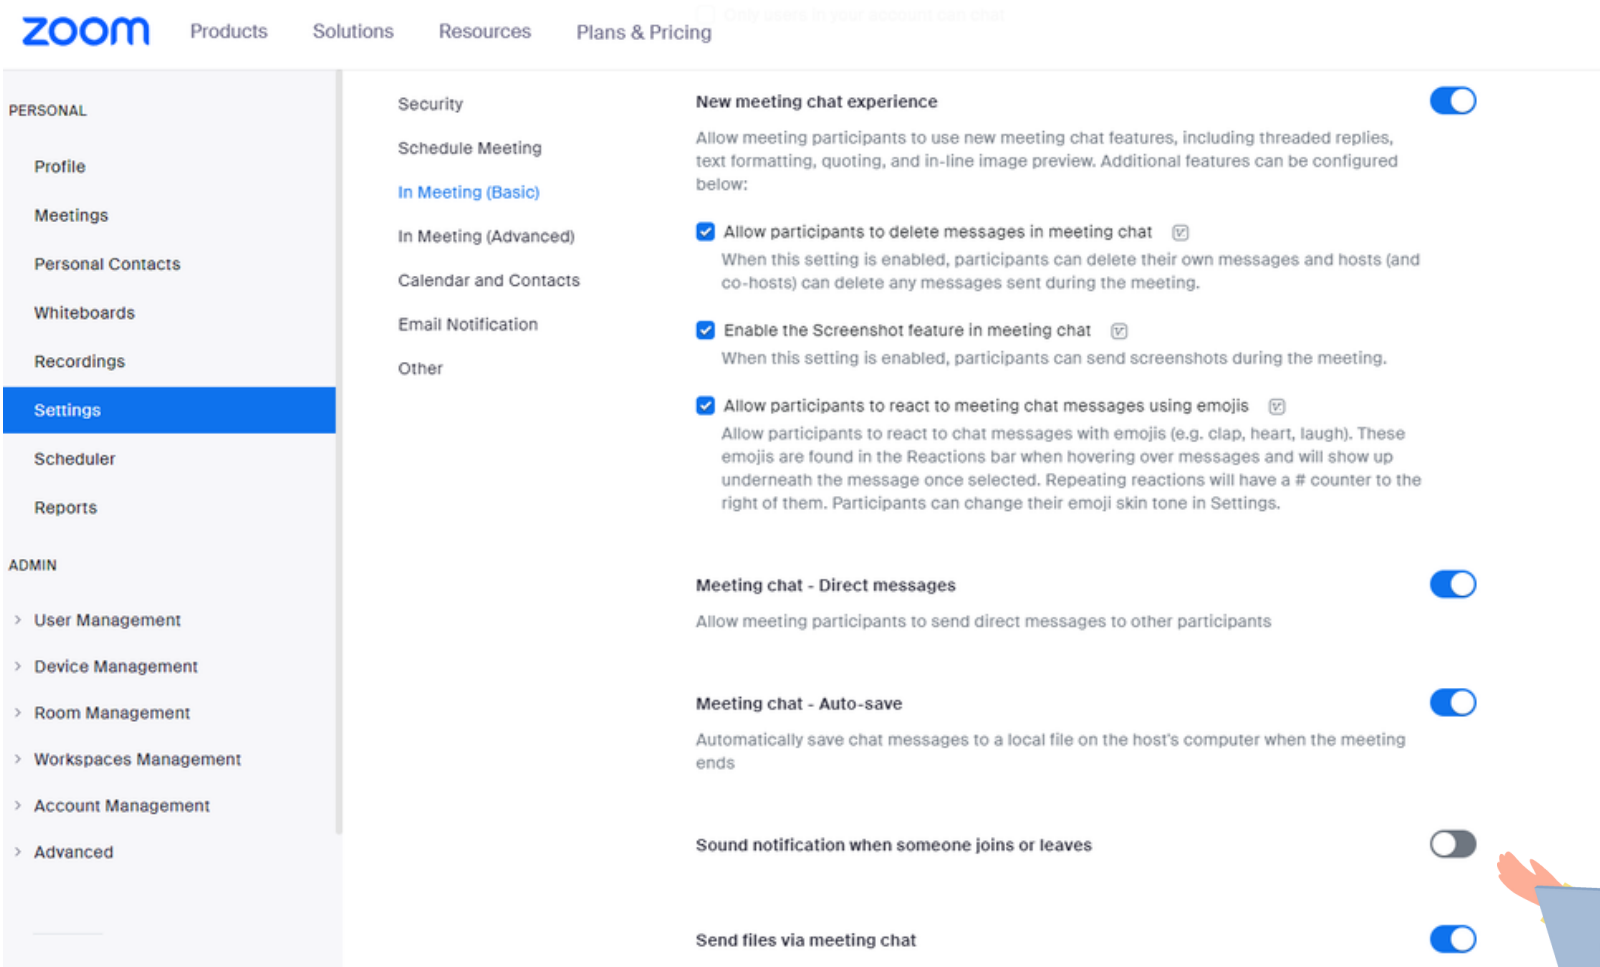 Only users in your account can chat
zoom
Products
Solutions
Resources
Plans & Pricing
PERSONAL
Profile
Meetings
Personal Contacts
Whiteboards
Recordings
Settings
Scheduler
Reports
ADMIN
User Management
Device Management
Room Management
Workspaces Management
Account Management
Advanced
Security
Schedule Meeting
In Meeting (Basic)
In Meeting (Advanced)
Calendar and Contacts
Email Notification
Other
New meeting chat experience
Allow meeting participants to use new meeting chat features, including threaded replies,
text formatting, quoting, and in-line image preview. Additional features can be configured
below:
Allow participants to delete messages in meeting chat
When this setting is enabled, participants can delete their own messages and hosts (and
co-hosts) can delete any messages sent during the meeting.
Enable the Screenshot feature in meeting chat
When this setting is enabled, participants can send screenshots during the meeting.
Allow participants to react to meeting chat messages using emojis
Allow participants to react to chat messages with emojis (e.g. clap, heart, laugh). These
emojis are found in the Reactions bar when hovering over messages and will show up
underneath the message once selected. Repeating reactions will have a # counter to the
right of them. Participants can change their emoji skin tone in Settings.
Meeting chat - Direct messages
Allow meeting participants to send direct messages to other participants
Meeting chat - Auto-save
Automatically save chat messages to a local file on the host's computer when the meeting
ends
Sound notification when someone joins or leaves
Send files via meeting chat